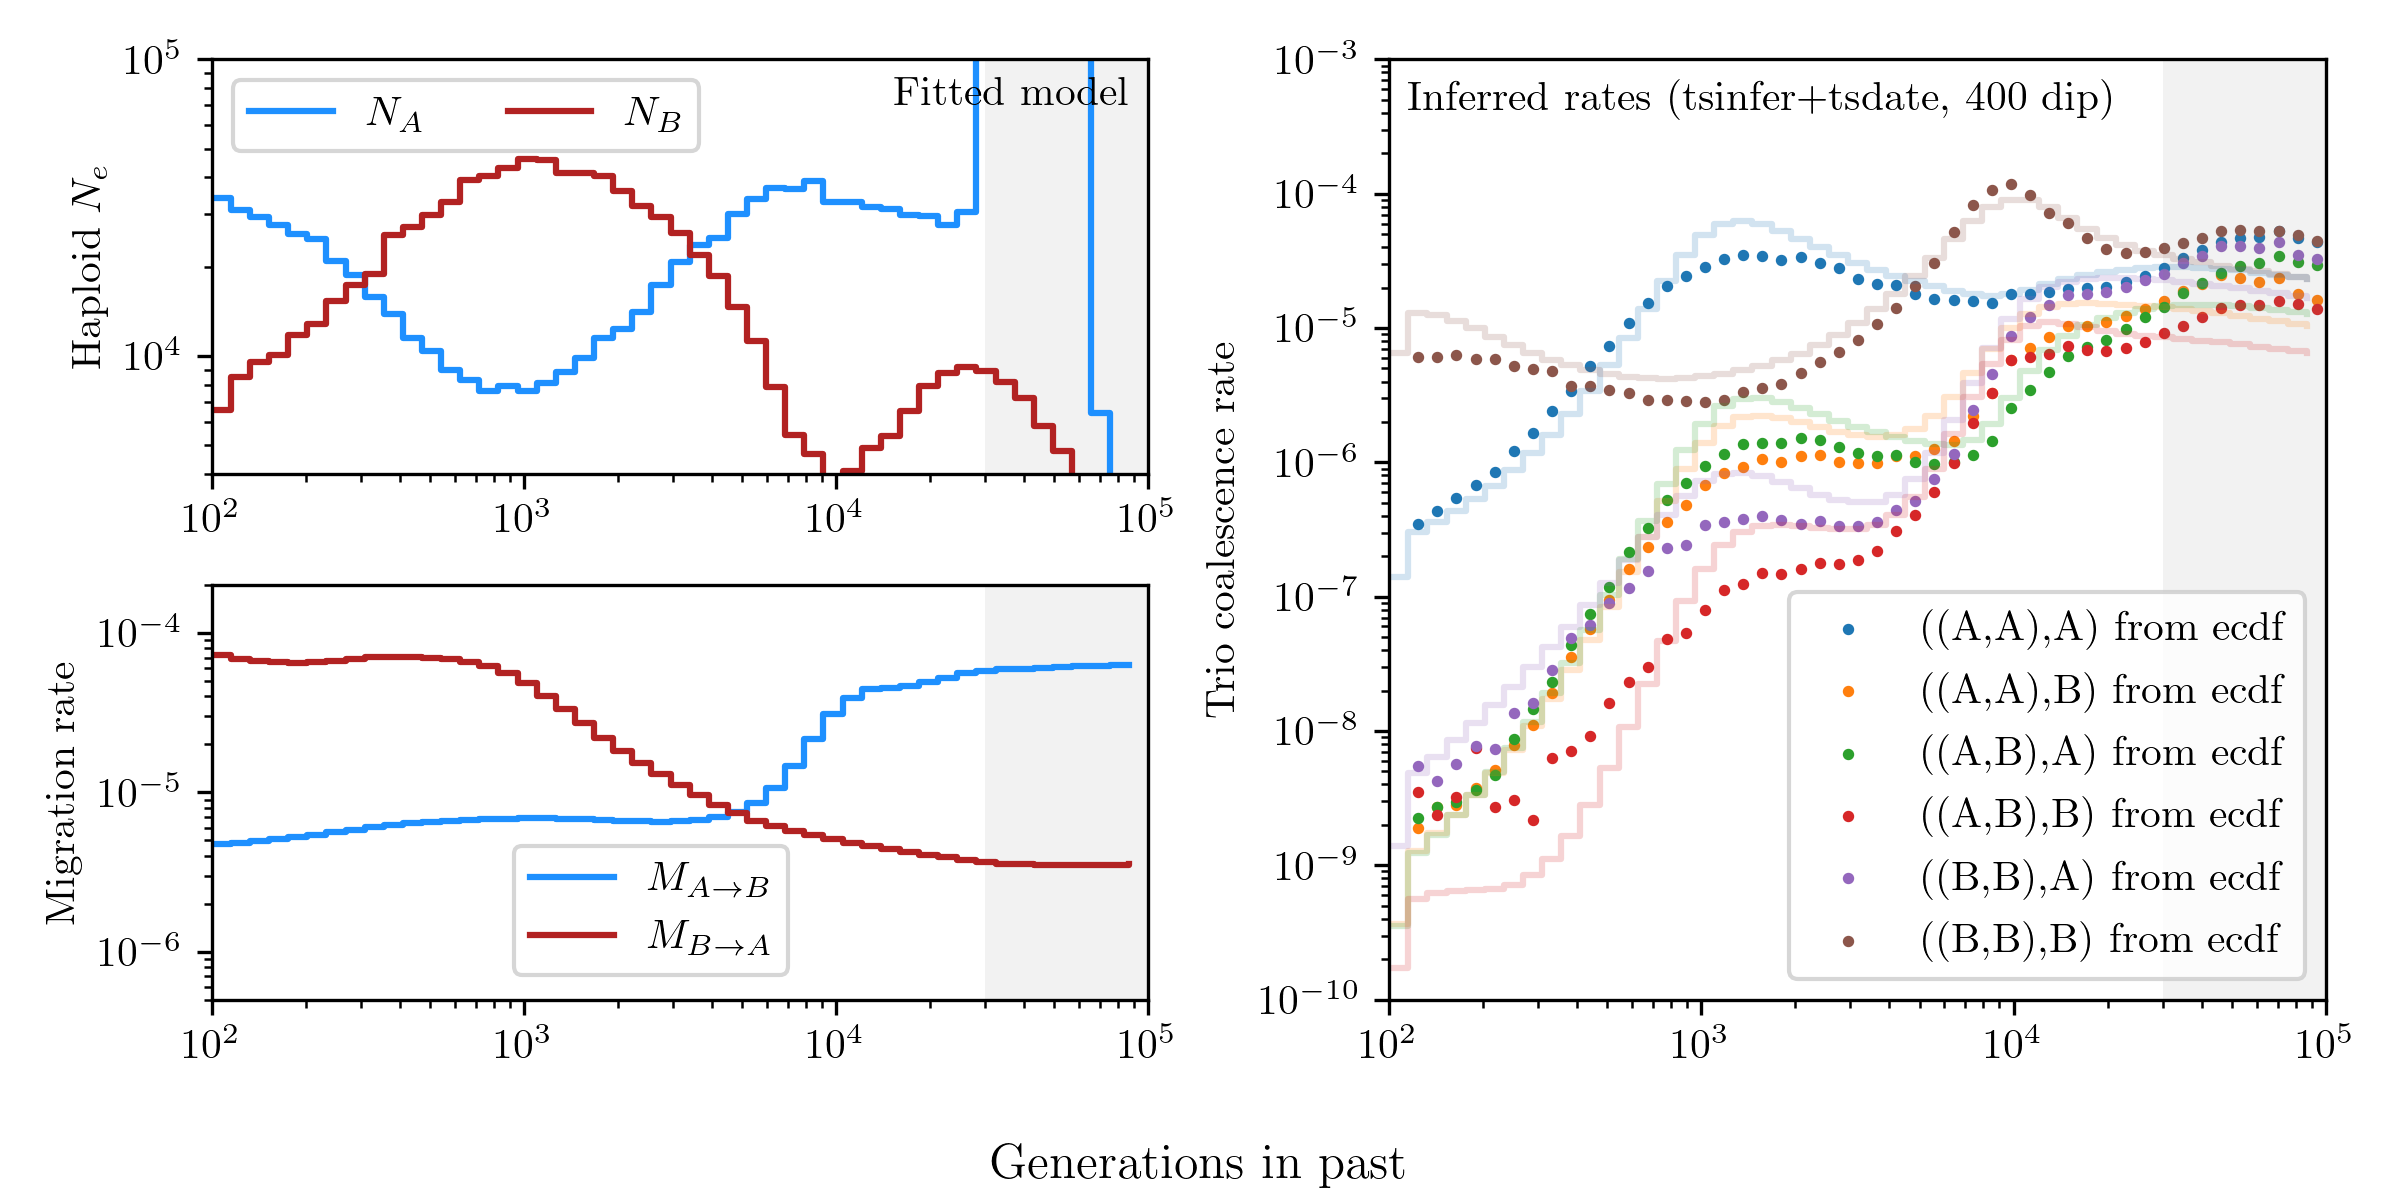 Fitted model
N_A N_B
Haploid N_e
10^5
10^4
10^2 10^3 10^4 10^5
Migration rate
10^{-4}
10^{-5}
10^{-6}
M_{A→B}
M_{B→A}
10^2 10^3 10^4 10^5
Inferred rates (tsinfer+tsdate, 400 dip)
Trio coalescence rate
10^{-3}
10^{-4}
10^{-5}
10^{-6}
10^{-7}
10^{-8}
10^{-9}
10^{-10}
((A,A),A) from ecdf
((A,A),B) from ecdf
((A,B),A) from ecdf
((A,B),B) from ecdf
((B,B),A) from ecdf
((B,B),B) from ecdf
10^2 10^3 10^4 10^5
Generations in past